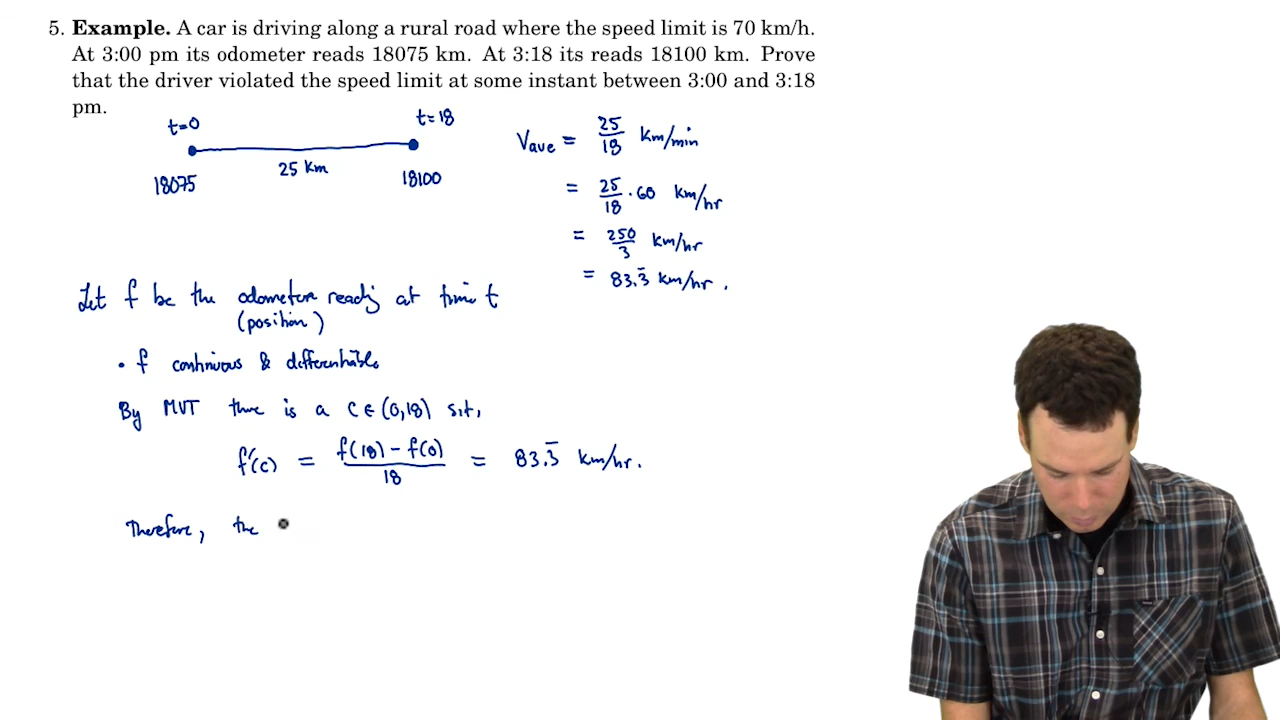 5. Example. A car is driving along a rural road where the speed limit is 70 km/h.
At 3:00 pm its odometer reads 18075 km. At 3:18 its reads 18100 km. Prove
that the driver violated the speed limit at some instant between 3:00 and 3:18
pm.
t=0
t=18
25 km
18075
18100
Vave = 25/18 km/min
= 25/18 · 60 km/hr
= 250/3 km/hr
= 83.3̄ km/hr.
Let f be the odometer reading at time t
(position)
• f continuous & differentiable
By MVT there is a c ∈ (0,18) s.t.
f'(c) = f(18) - f(0)/18 = 83.3̄ km/hr.
Therefore, the